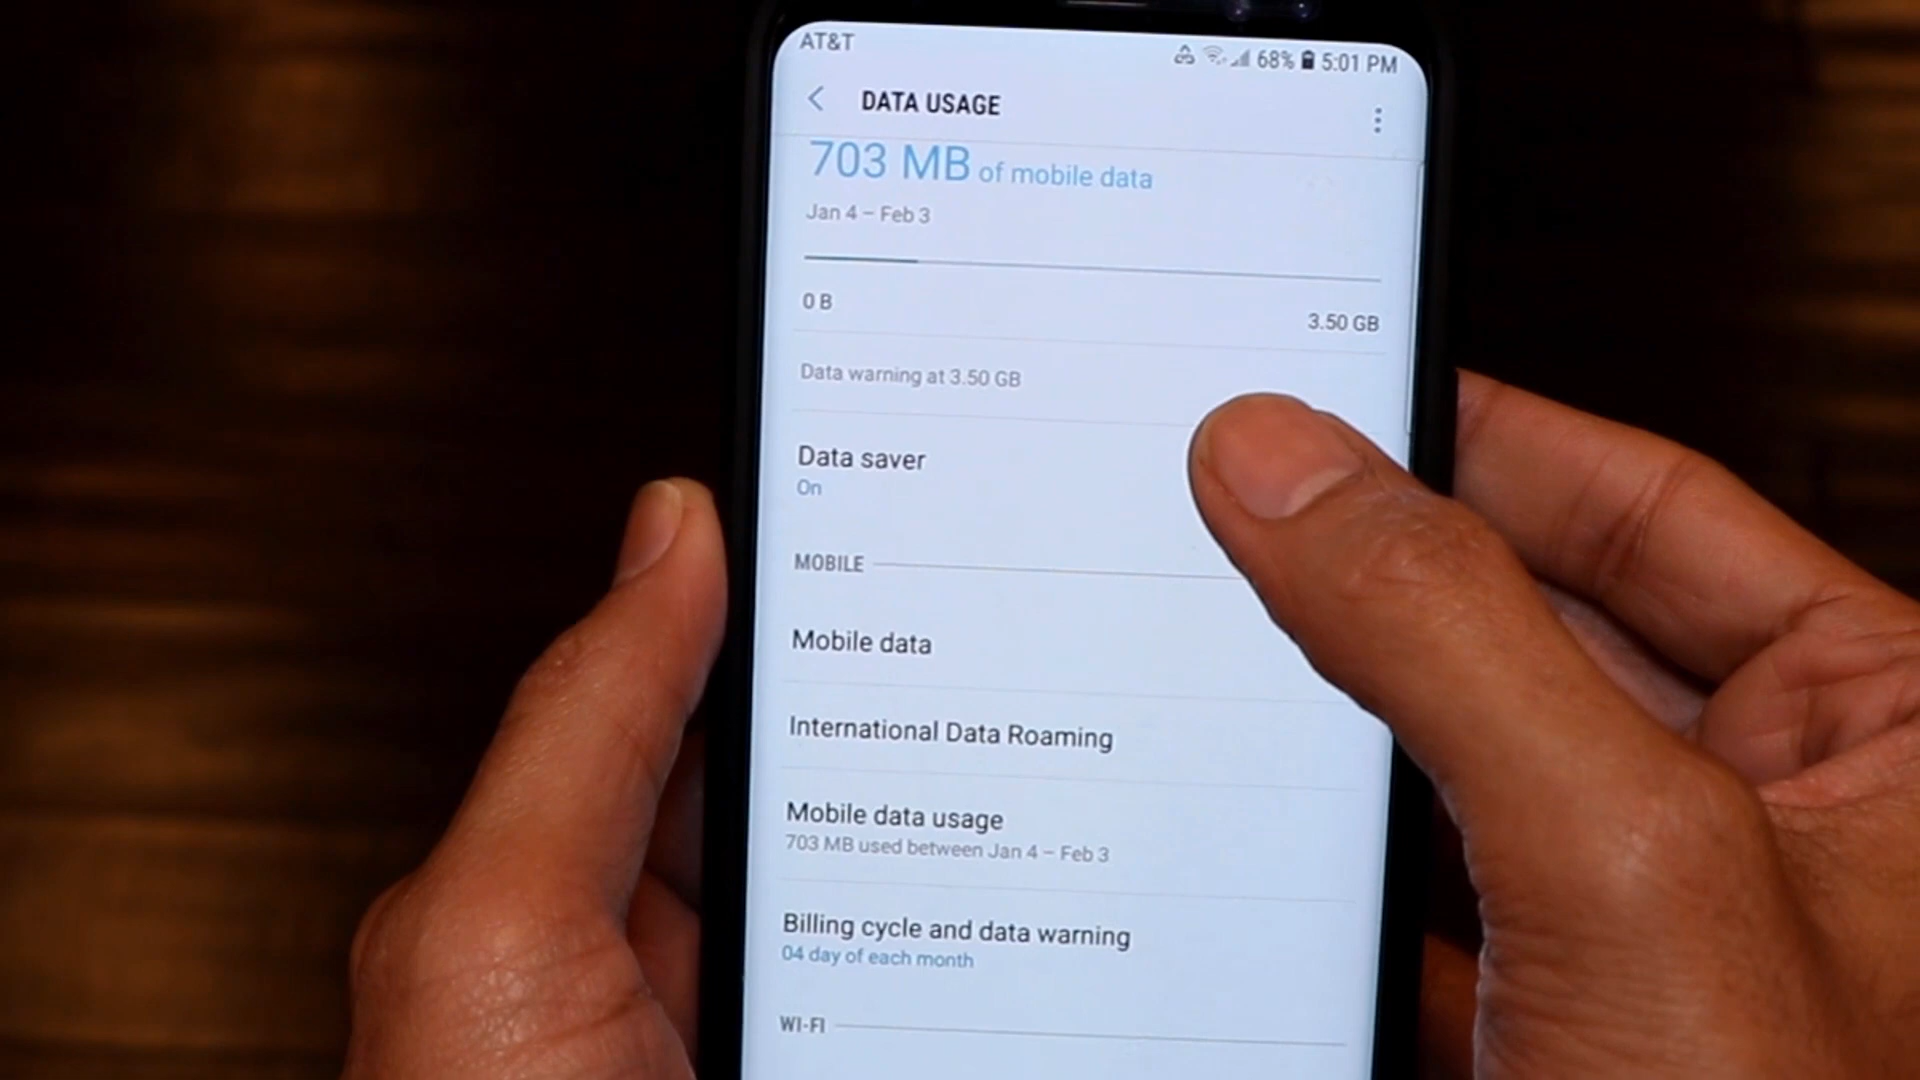 AT&T
68% 5:01 PM
DATA USAGE
703 MB of mobile data
Jan 4 – Feb 3
0 B
3.50 GB
Data warning at 3.50 GB
Data saver
On
MOBILE
Mobile data
International Data Roaming
Mobile data usage
703 MB used between Jan 4 – Feb 3
Billing cycle and data warning
04 day of each month
WI-FI